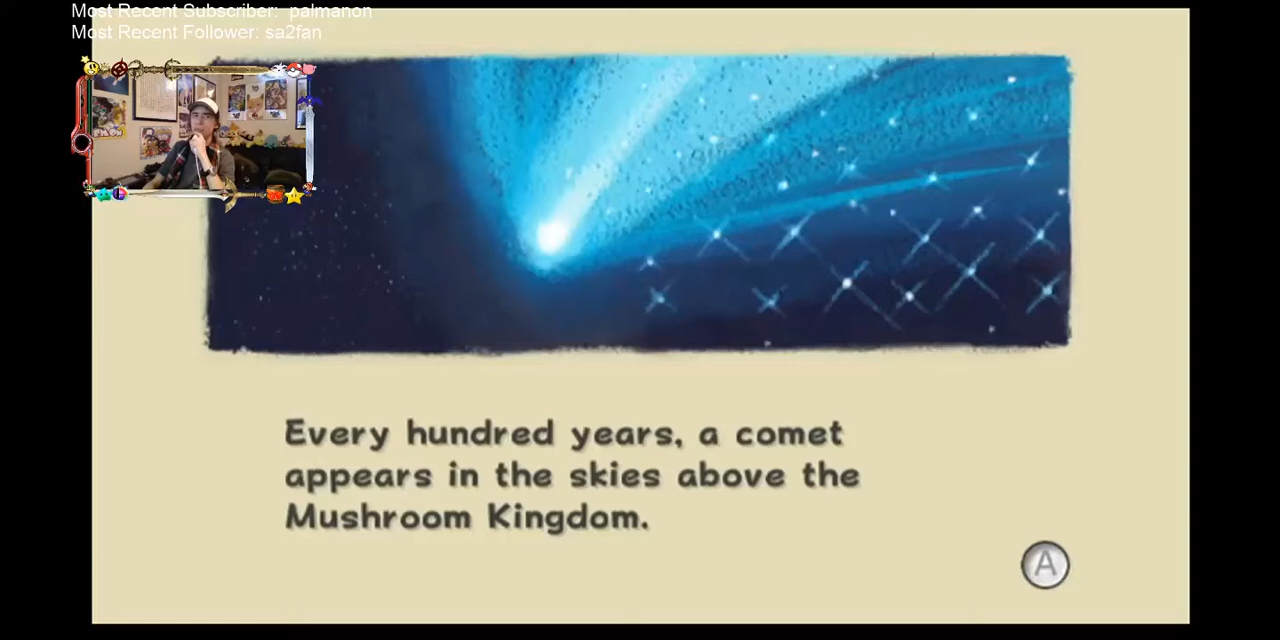 Most Recent Subscriber: palmanon
Most Recent Follower: sa2fan
Every hundred years, a comet
appears in the skies above the
Mushroom Kingdom.
A